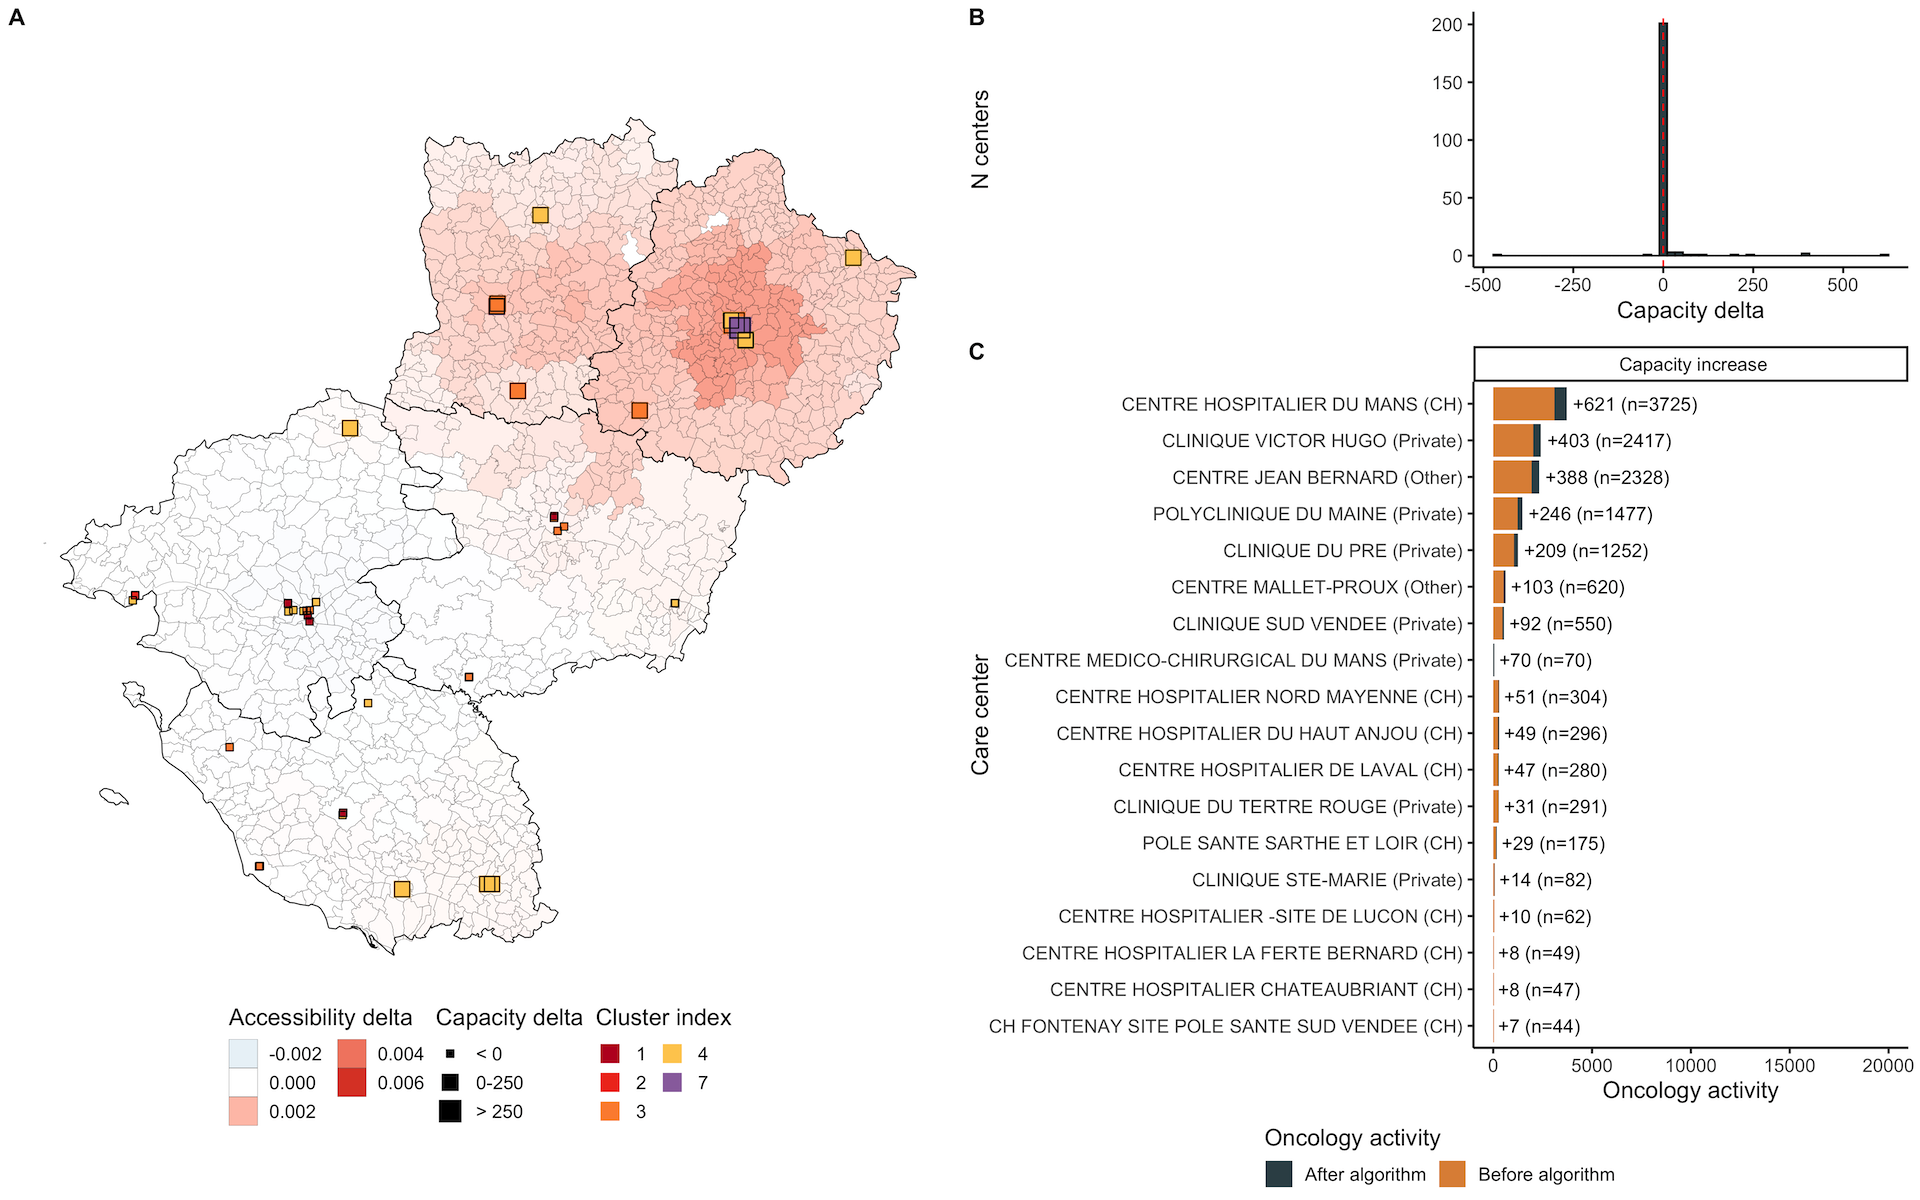 A
B
200
150
100
50
0
N centers
-500 -250 0 250 500
Capacity delta
C
Capacity increase
CENTRE HOSPITALIER DU MANS (CH) +621 (n=3725)
CLINIQUE VICTOR HUGO (Private) +403 (n=2417)
CENTRE JEAN BERNARD (Other) +388 (n=2328)
POLYCLINIQUE DU MAINE (Private) +246 (n=1477)
CLINIQUE DU PRE (Private) +209 (n=1252)
CENTRE MALLET-PROUX (Other) +103 (n=620)
CLINIQUE SUD VENDEE (Private) +92 (n=550)
CENTRE MEDICO-CHIRURGICAL DU MANS (Private) +70 (n=70)
CENTRE HOSPITALIER NORD MAYENNE (CH) +51 (n=304)
CENTRE HOSPITALIER DU HAUT ANJOU (CH) +49 (n=296)
CENTRE HOSPITALIER DE LAVAL (CH) +47 (n=280)
CLINIQUE DU TERTRE ROUGE (Private) +31 (n=291)
POLE SANTE SARTHE ET LOIR (CH) +29 (n=175)
CLINIQUE STE-MARIE (Private) +14 (n=82)
CENTRE HOSPITALIER -SITE DE LUCON (CH) +10 (n=62)
CENTRE HOSPITALIER LA FERTE BERNARD (CH) +8 (n=49)
CENTRE HOSPITALIER CHATEAUBRIANT (CH) +8 (n=47)
CH FONTENAY SITE POLE SANTE SUD VENDEE (CH) +7 (n=44)
Care center
0 5000 10000 15000 20000
Oncology activity
Oncology activity
After algorithm Before algorithm
Accessibility delta Capacity delta Cluster index
-0.002 0.004 < 0 1 4
0.000 0.006 0-250 2 7
0.002 > 250 3